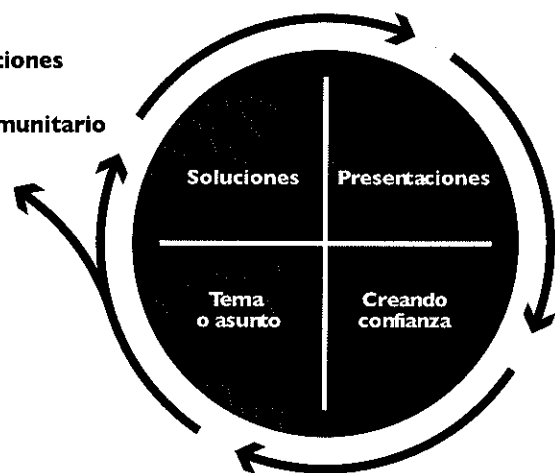 ciones
munitario
Soluciones
Presentaciones
Tema
o asunto
Creando
confianza